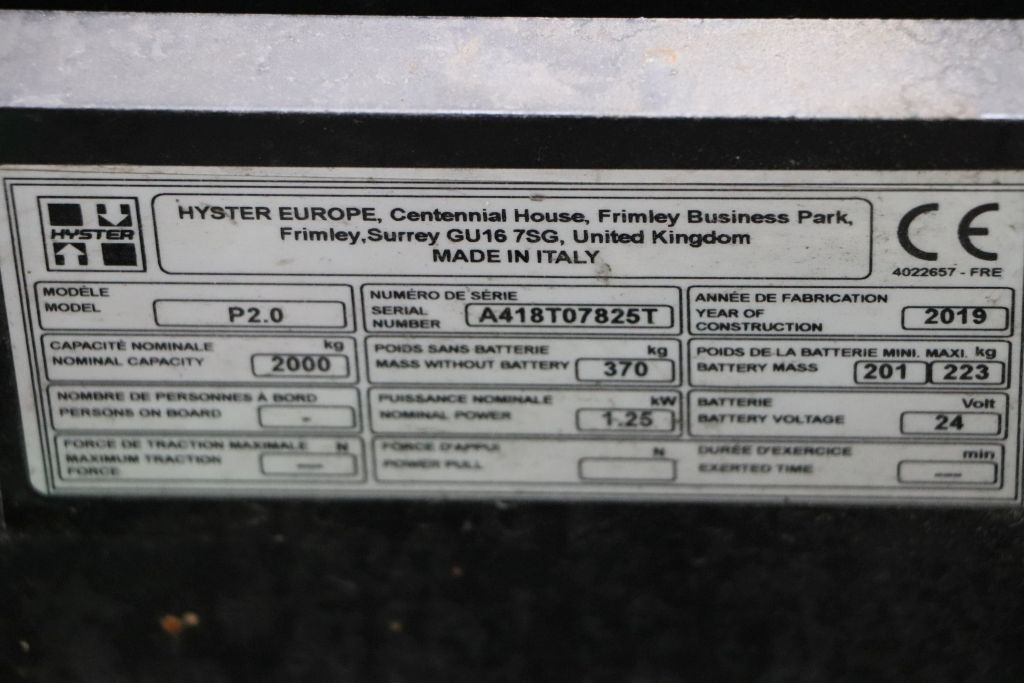 HYSTER
HYSTER EUROPE, Centennial House, Frimley Business Park,
Frimley,Surrey GU16 7SG, United Kingdom
MADE IN ITALY
CE
4022657 - FRE
MODÈLE
MODEL
P2.0
NUMÉRO DE SÉRIE
SERIAL
NUMBER
A418T07825T
ANNÉE DE FABRICATION
YEAR OF
CONSTRUCTION
2019
CAPACITÉ NOMINALE kg
NOMINAL CAPACITY 2000
POIDS SANS BATTERIE kg
MASS WITHOUT BATTERY 370
POIDS DE LA BATTERIE MINI. MAXI. kg
BATTERY MASS 201 223
NOMBRE DE PERSONNES À BORD
PERSONS ON BOARD -
PUISSANCE NOMINALE kW
NOMINAL POWER 1.25
BATTERIE Volt
BATTERY VOLTAGE 24
FORCE DE TRACTION MAXIMALE N
MAXIMUM TRACTION
FORCE
---
FORCE D'APPUI N
POWER PULL
DURÉE D'EXERCICE min
EXERTED TIME ---